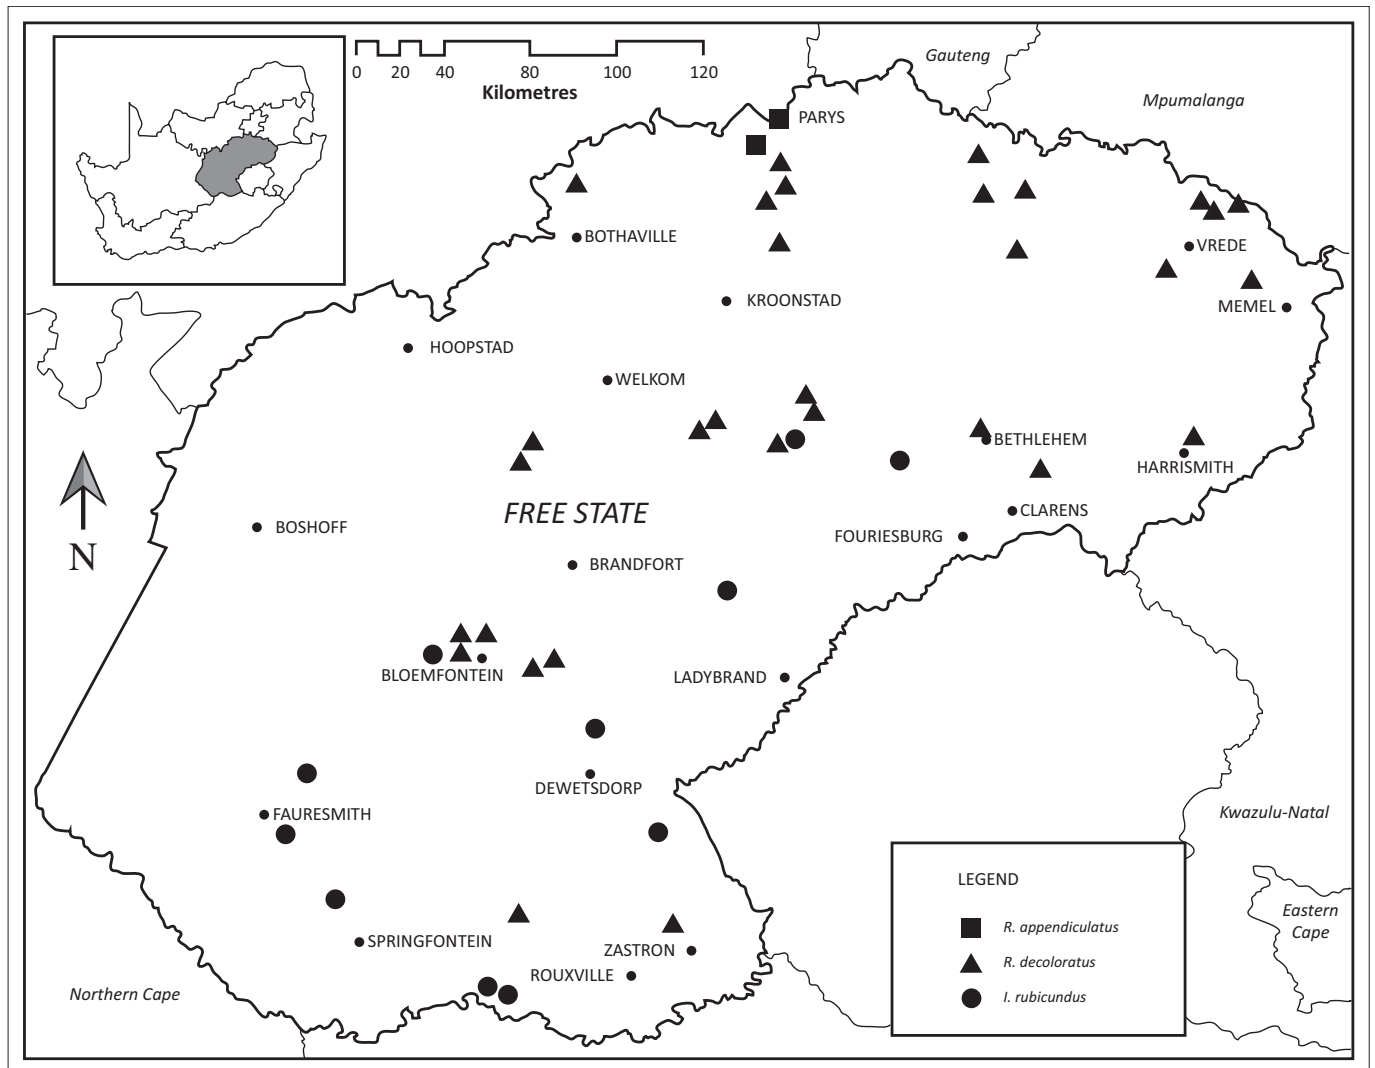 Gauteng
0 20 40 80 100 120
Kilometres
Mpumalanga
PARYS
BOTHAVILLE
VREDE
KROONSTAD
MEMEL
HOOPSTAD
WELKOM
BETHLEHEM
HARRISMITH
FREE STATE
CLARENS
BOSHOFF
FOURIESBURG
N
BRANDFORT
BLOEMFONTEIN
LADYBRAND
DEWETSDORP
FAURESMITH
Kwazulu-Natal
LEGEND
R. appendiculatus
R. decoloratus
I. rubicundus
Eastern
Cape
SPRINGFONTEIN
ZASTRON
ROUXVILLE
Northern Cape